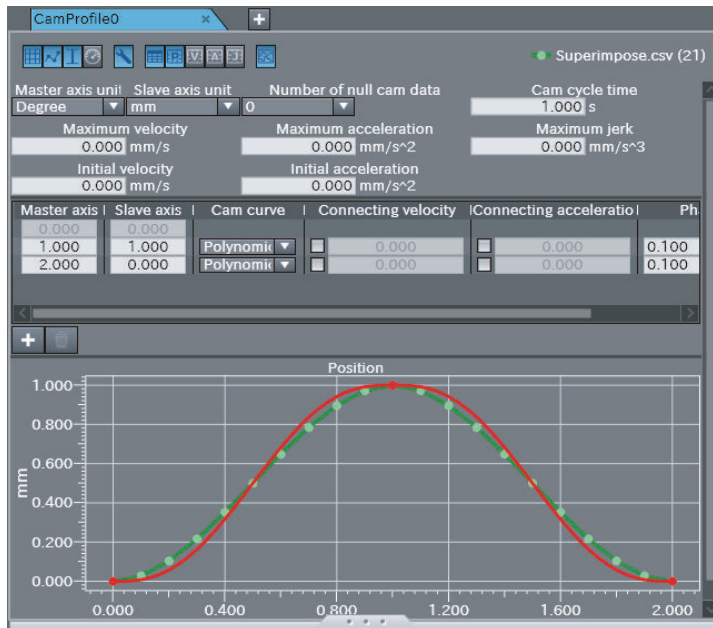 CamProfile0 × +
P V A J
Superimpose.csv (21)
Master axis unit Slave axis unit Number of null cam data Cam cycle time
Degree mm 0 1.000 s
Maximum velocity Maximum acceleration Maximum jerk
0.000 mm/s 0.000 mm/s^2 0.000 mm/s^3
Initial velocity Initial acceleration
0.000 mm/s 0.000 mm/s^2
Master axis Slave axis Cam curve Connecting velocity Connecting acceleratio Pha
0.000 0.000
1.000 1.000 Polynomic 0.000 0.000 0.100
2.000 0.000 Polynomic 0.000 0.000 0.100
+
Position
1.000
0.800
0.600
0.400
0.200
0.000
mm
0.000 0.400 0.800 1.200 1.600 2.000